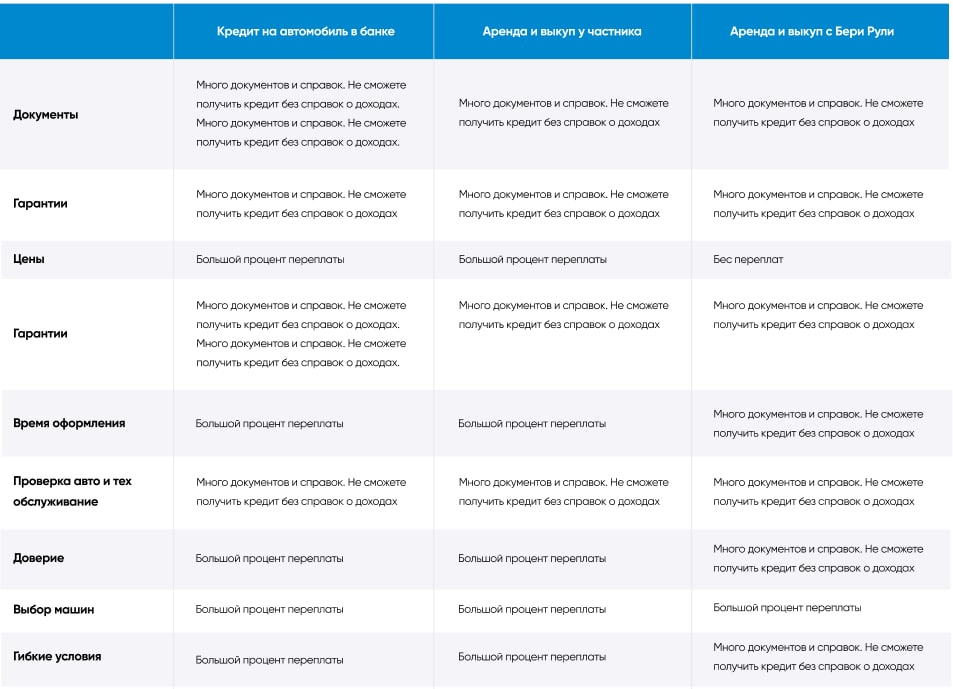 Кредит на автомобиль в банке
Аренда и выкуп у частника
Аренда и выкуп с Бери Рули
Документы
Много документов и справок. Не сможете
получить кредит без справок о доходах.
Много документов и справок. Не сможете
получить кредит без справок о доходах.
Много документов и справок. Не сможете
получить кредит без справок о доходах
Много документов и справок. Не сможете
получить кредит без справок о доходах
Гарантии
Много документов и справок. Не сможете
получить кредит без справок о доходах
Много документов и справок. Не сможете
получить кредит без справок о доходах
Много документов и справок. Не сможете
получить кредит без справок о доходах
Цены
Большой процент переплаты
Большой процент переплаты
Бес переплат
Гарантии
Много документов и справок. Не сможете
получить кредит без справок о доходах.
Много документов и справок. Не сможете
получить кредит без справок о доходах.
Много документов и справок. Не сможете
получить кредит без справок о доходах
Много документов и справок. Не сможете
получить кредит без справок о доходах
Время оформления
Большой процент переплаты
Большой процент переплаты
Много документов и справок. Не сможете
получить кредит без справок о доходах
Проверка авто и тех
обслуживание
Много документов и справок. Не сможете
получить кредит без справок о доходах
Много документов и справок. Не сможете
получить кредит без справок о доходах
Много документов и справок. Не сможете
получить кредит без справок о доходах
Доверие
Большой процент переплаты
Большой процент переплаты
Много документов и справок. Не сможете
получить кредит без справок о доходах
Выбор машин
Большой процент переплаты
Большой процент переплаты
Большой процент переплаты
Гибкие условия
Большой процент переплаты
Большой процент переплаты
Много документов и справок. Не сможете
получить кредит без справок о доходах